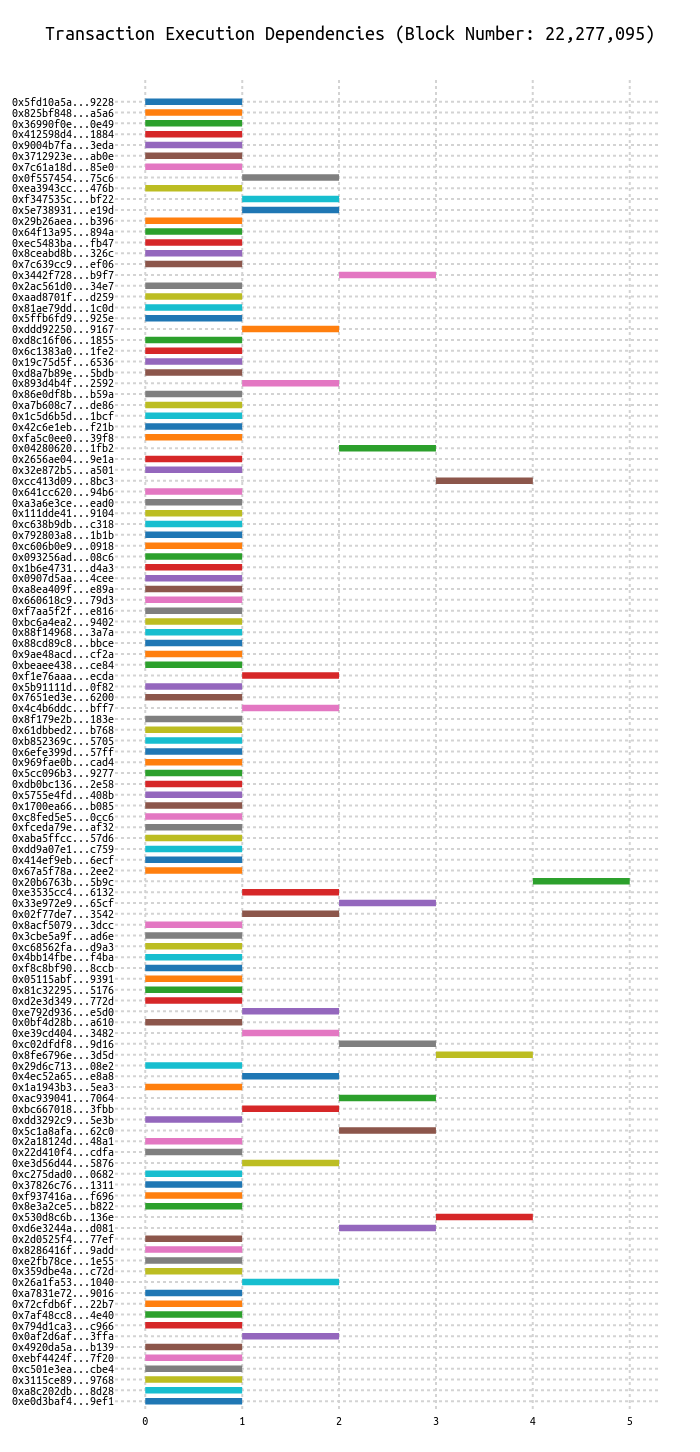 Transaction Execution Dependencies (Block Number: 22,277,095)
0x5fd10a5a...9228
0x825bf848...a5a6
0x36990f0e...0e49
0x412598d4...1884
0x9004b7fa...3eda
0x3712923e...ab0e
0x7c61a18d...85e0
0x0f557454...75c6
0xea3943cc...476b
0xf347535c...bf22
0x5e738931...e19d
0x29b26aea...b396
0x64f13a95...894a
0xec5483ba...fb47
0x8ceabd8b...326c
0x7c639cc9...ef06
0x3442f728...b9f7
0x2ac561d0...34e7
0xaad8701f...d259
0x81ae79dd...1c0d
0x5ffb6fd9...925e
0xddd92250...9167
0xd8c16f06...1855
0x6c1383a0...1fe2
0x19c75d5f...6536
0xd8a7b89e...5bdb
0x893d4b4f...2592
0x86e0df8b...b59a
0xa7b608c7...de86
0x1c5d6b5d...1bcf
0x42c6e1eb...f21b
0xfa5c0ee0...39f8
0x04280620...1fb2
0x2656ae04...9e1a
0x32e872b5...a501
0xcc413d09...8bc3
0x641cc620...94b6
0xa3a6e3ce...ead0
0x111dde41...9104
0xc638b9db...c318
0x792803a8...1b1b
0xc606b0e9...0918
0x093256ad...08c6
0x1b6e4731...d4a3
0x0907d5aa...4cee
0xa8ea409f...e89a
0x660618c9...79d3
0xf7aa5f2f...e816
0xbc6a4ea2...9402
0x88f14968...3a7a
0x88cd89c8...bbce
0x9ae48acd...cf2a
0xbeaee438...ce84
0xf1e76aaa...ecda
0x5b91111d...0f82
0x7651ed3e...6200
0x4c4b6ddc...bff7
0x8f179e2b...183e
0x61dbbed2...b768
0xb852369c...5705
0x6efe399d...57ff
0x969fae0b...cad4
0x5cc096b3...9277
0xdb0bc136...2e58
0x5755e4fd...408b
0x1700ea66...b085
0xc8fed5e5...0cc6
0xfceda79e...af32
0xaba5ffcc...57d6
0xdd9a07e1...c759
0x414ef9eb...6ecf
0x67a5f78a...2ee2
0x20b6763b...5b9c
0xe3535cc4...6132
0x33e972e9...65cf
0x02f77de7...3542
0x8acf5079...3dcc
0x3cbe5a9f...ad6e
0xc68562fa...d9a3
0x4bb14fbe...f4ba
0xf8c8bf90...8ccb
0x05115abf...9391
0x81c32295...5176
0xd2e3d349...772d
0xe792d936...e5d0
0x0bf4d28b...a610
0xe39cd404...3482
0xc02dfdf8...9d16
0x8fe6796e...3d5d
0x29d6c713...08e2
0x4ec52a65...e8a8
0x1a1943b3...5ea3
0xac939041...7064
0xbc667018...3fbb
0xdd3292c9...5e3b
0x5c1a8afa...62c0
0x2a18124d...48a1
0x22d410f4...cdfa
0xe3d56d44...5876
0xc275dad0...0682
0x37826c76...1311
0xf937416a...f696
0x8e3a2ce5...b822
0x530d8c6b...136e
0xd6e3244a...d081
0x2d0525f4...77ef
0x8286416f...9add
0xe2fb78ce...1e55
0x359dbe4a...c72d
0x26a1fa53...1040
0xa7831e72...9016
0x72cfdb6f...22b7
0x7af48cc8...4e40
0x794d1ca3...c966
0x0af2d6af...3ffa
0x4920da5a...b139
0xebf4424f...7f20
0xc501e3ea...cbe4
0x3115ce89...9768
0xa8c202db...8d28
0xe0d3baf4...9ef1
0 1 2 3 4 5